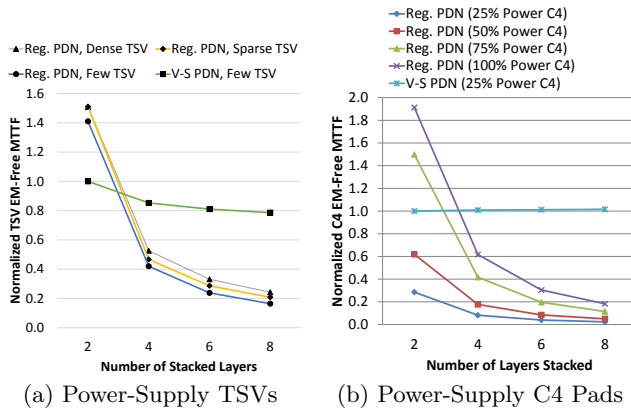 Reg. PDN, Dense TSV
Reg. PDN, Sparse TSV
Reg. PDN, Few TSV
V-S PDN, Few TSV
Normalized TSV EM-Free MTTF
1.6
1.4
1.2
1.0
0.8
0.6
0.4
0.2
0.0
2 4 6 8
Number of Stacked Layers
(a) Power-Supply TSVs
Reg. PDN (25% Power C4)
Reg. PDN (50% Power C4)
Reg. PDN (75% Power C4)
Reg. PDN (100% Power C4)
V-S PDN (25% Power C4)
Normalized C4 EM-Free MTTF
2.0
1.8
1.6
1.4
1.2
1.0
0.8
0.6
0.4
0.2
0.0
2 4 6 8
Number of Layers Stacked
(b) Power-Supply C4 Pads